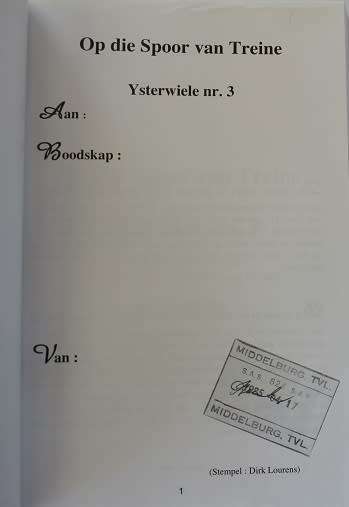 Op die Spoor van Treine
Ysterwiele nr. 3
Aan :
Boodskap :
Van :
MIDDELBURG, TVL.
MIDDELBURG, TVL.
(Stempel : Dirk Lourens)
1